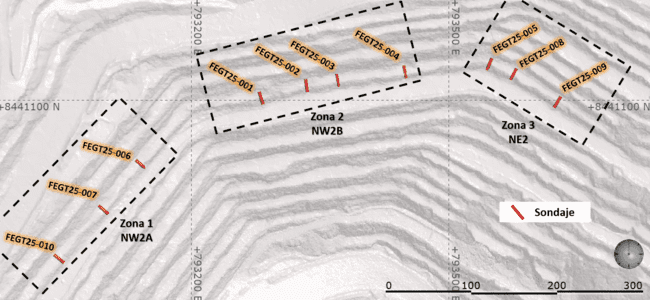 +793200 E
+793500 E
FEGT25-001
FEGT25-002
FEGT25-003
FEGT25-004
FEGT25-005
FEGT25-008
FEGT25-009
+8441100 N
+8441100 N
Zona 2
NW2B
Zona 3
NE2
FEGT25-006
FEGT25-007
FEGT25-010
Zona 1
NW2A
Sondaje
+793200 E
+793500 E
0 100 200 300